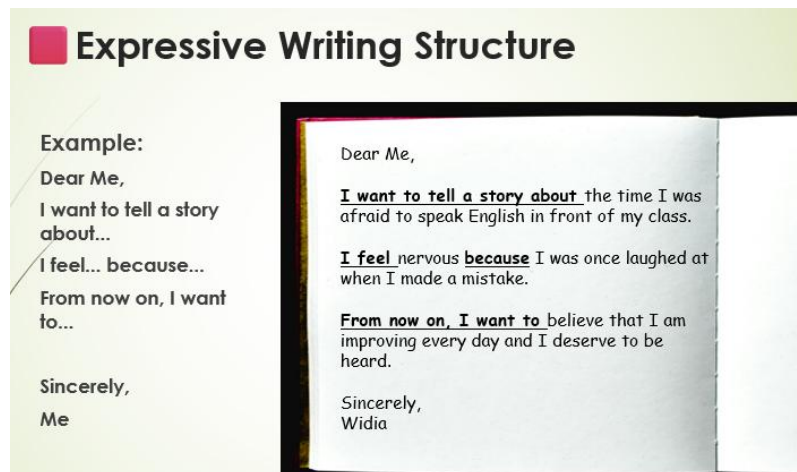 Expressive Writing Structure
Example:
Dear Me,
I want to tell a story
about...
I feel... because...
From now on, I want
to...
Sincerely,
Me
Dear Me,
I want to tell a story about the time I was
afraid to speak English in front of my class.
I feel nervous because I was once laughed at
when I made a mistake.
From now on, I want to believe that I am
improving every day and I deserve to be
heard.
Sincerely,
Widia